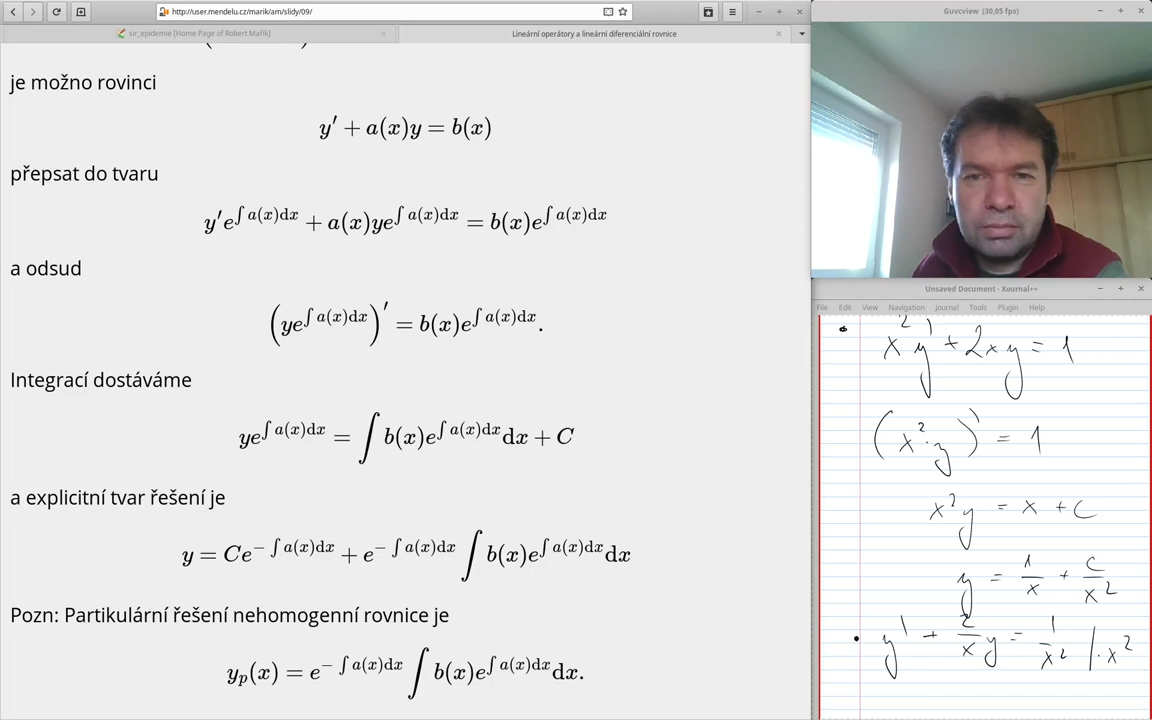 http://user.mendelu.cz/marik/am/slidy/09/
sir_epidemie [Home Page of Robert Mařík]
Lineární operátory a lineární diferenciální rovnice
je možno rovinci
y′ + a(x)y = b(x)
přepsat do tvaru
y′e^{∫ a(x)dx} + a(x)ye^{∫ a(x)dx} = b(x)e^{∫ a(x)dx}
a odsud
(ye^{∫ a(x)dx})′ = b(x)e^{∫ a(x)dx}.
Integrací dostáváme
ye^{∫ a(x)dx} = ∫ b(x)e^{∫ a(x)dx}dx + C
a explicitní tvar řešení je
y = Ce^{− ∫ a(x)dx} + e^{− ∫ a(x)dx} ∫ b(x)e^{∫ a(x)dx}dx
Pozn: Partikulární řešení nehomogenní rovnice je
y_p(x) = e^{− ∫ a(x)dx} ∫ b(x)e^{∫ a(x)dx}dx.
Guvcview (30,05 fps)
Unsaved Document - Xournal++
File Edit View Navigation Journal Tools Plugin Help
x² y′ + 2xy = 1
(x²·y)′ = 1
x²y = x + C
y = 1/x + C/x²
• y′ + 2/x y = 1/x² /·x²